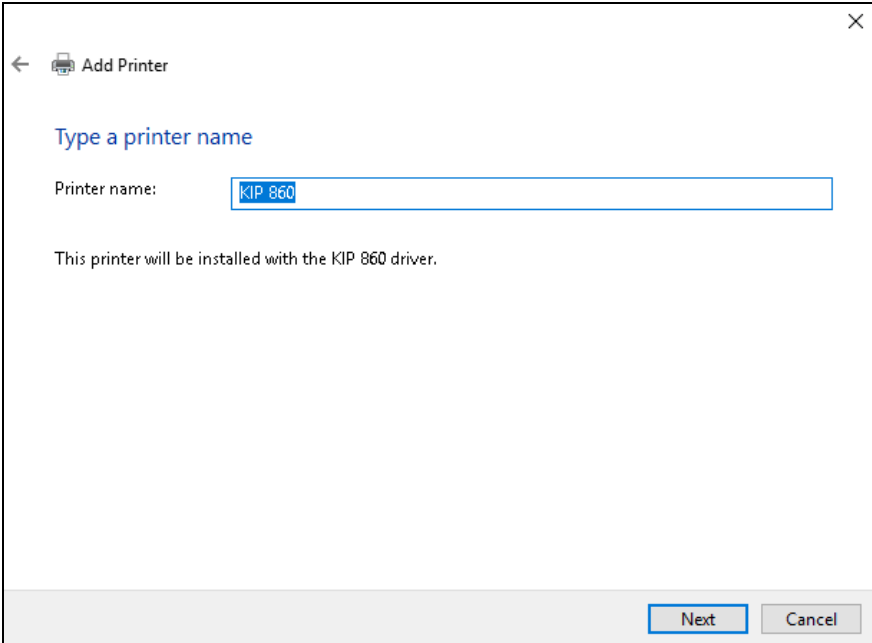 Add Printer
Type a printer name
Printer name: KIP 860
This printer will be installed with the KIP 860 driver.
Next Cancel